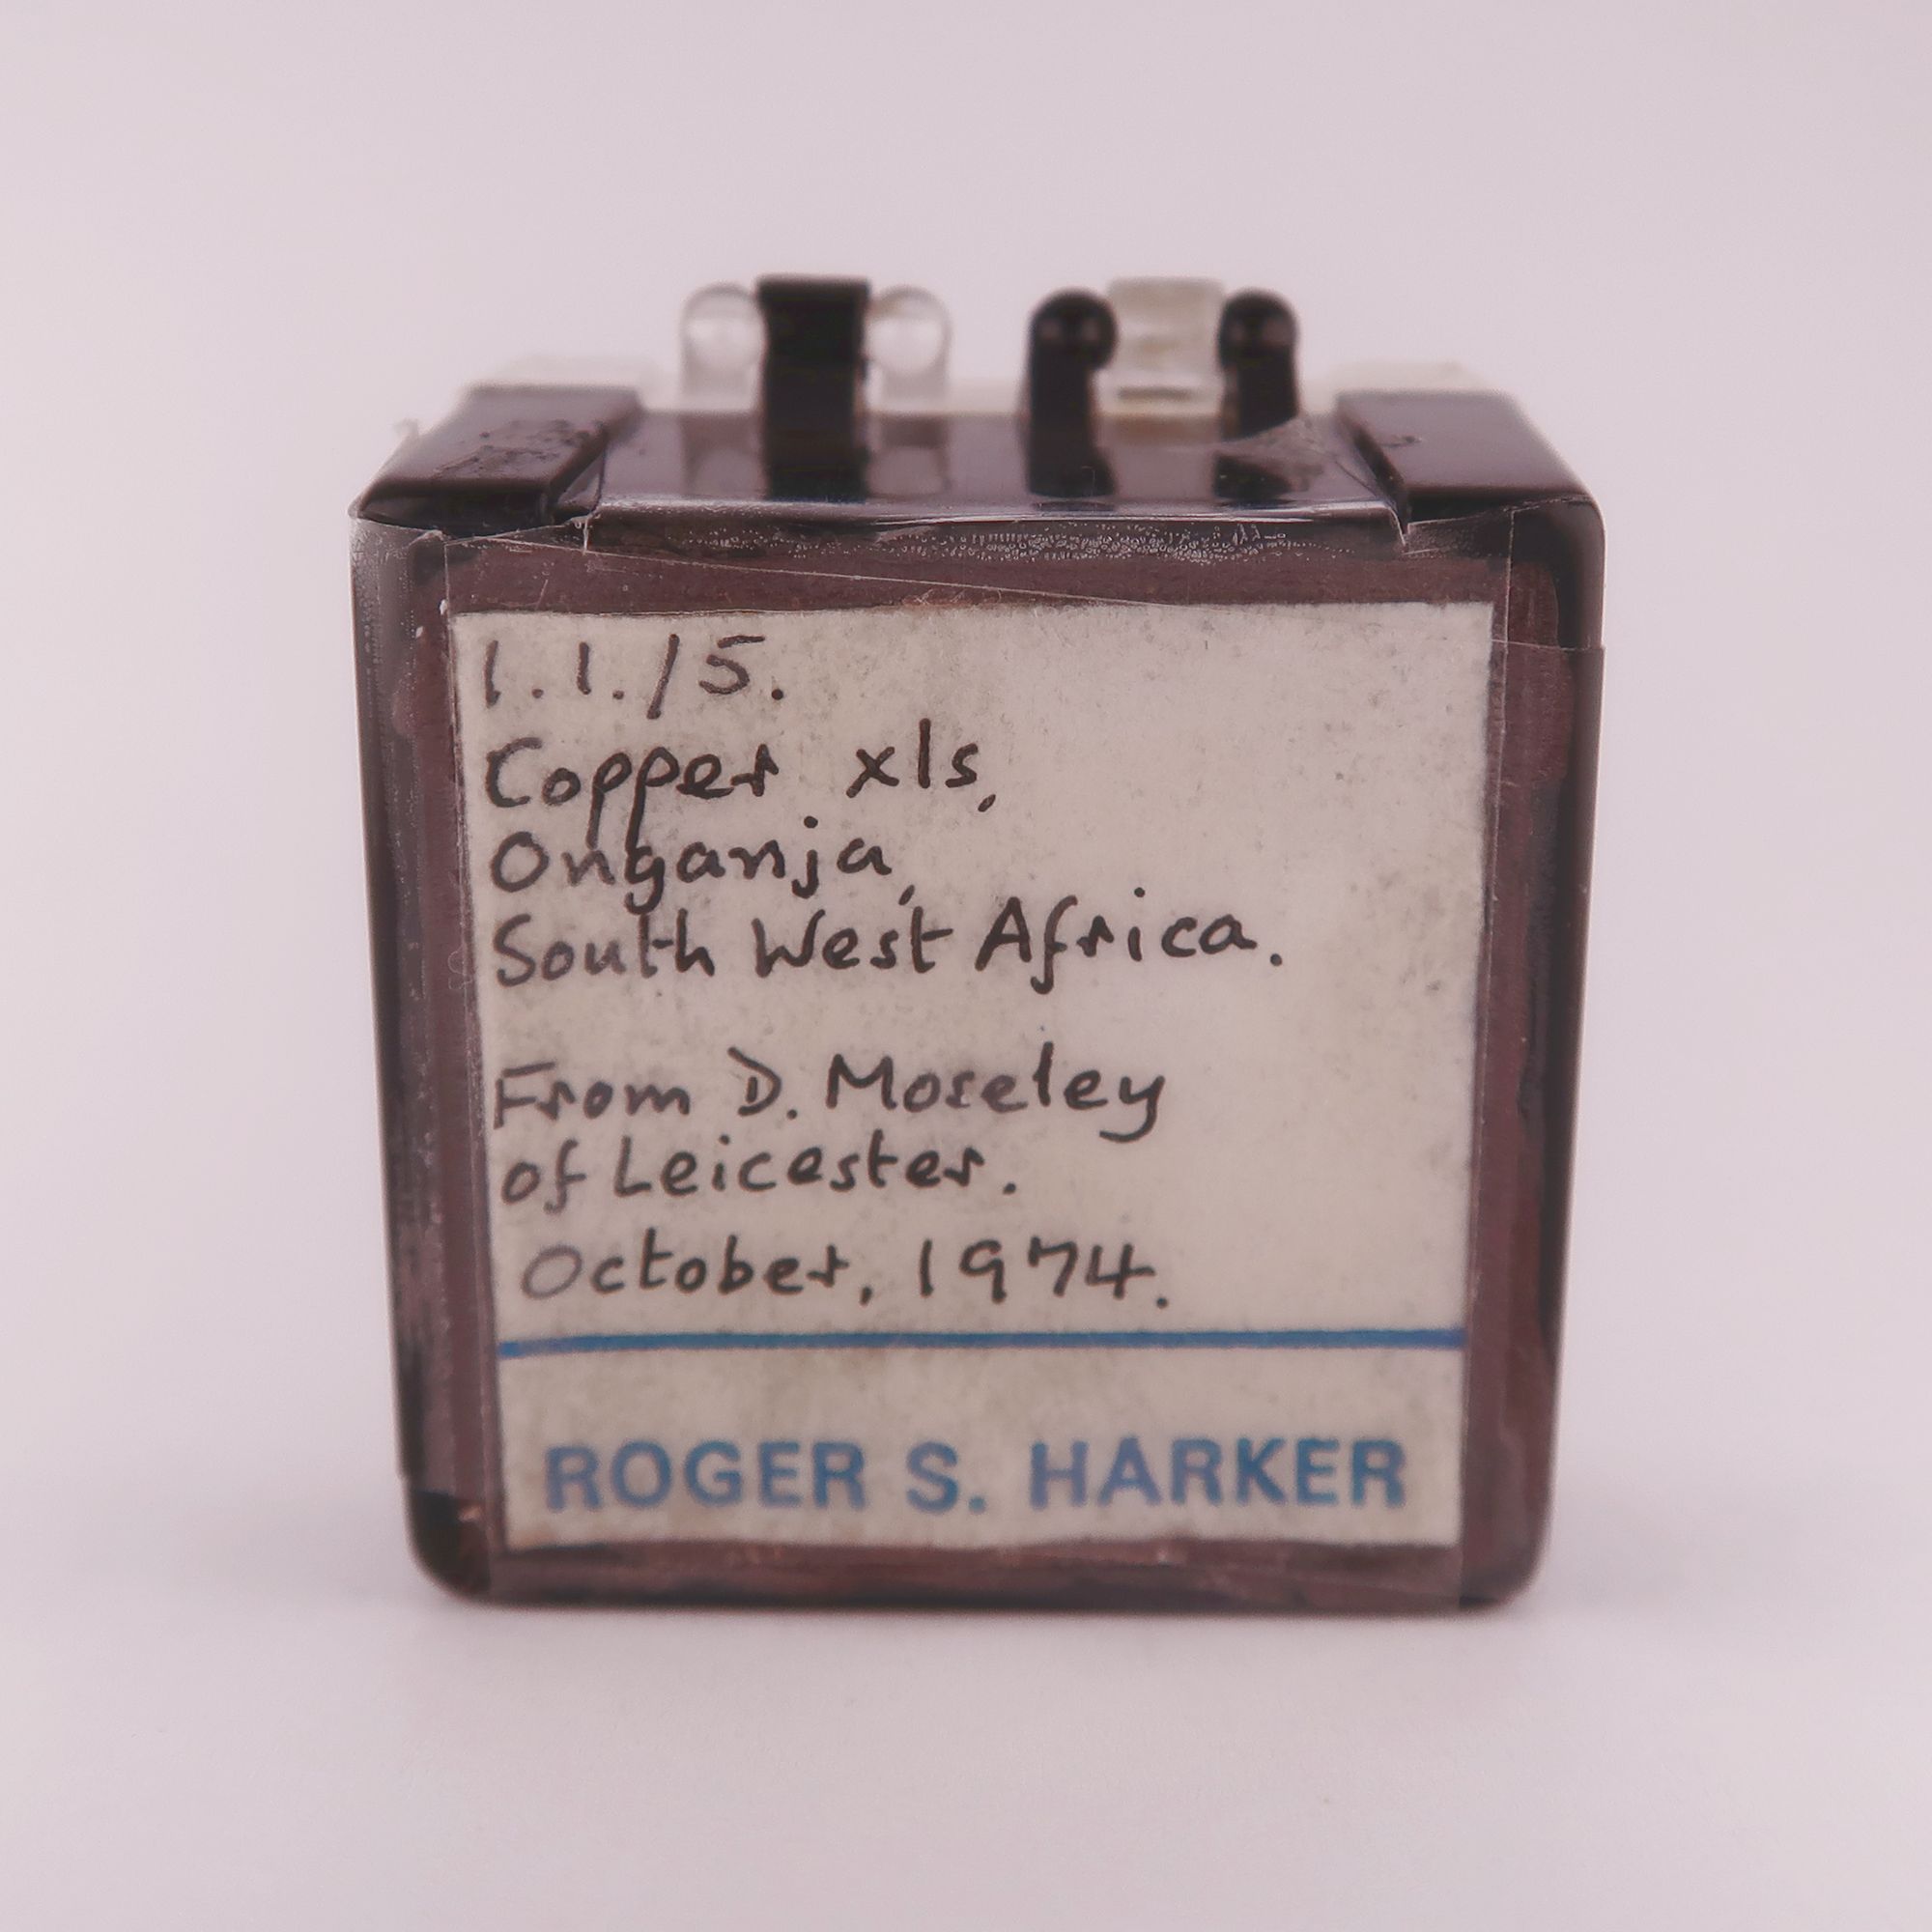 1.1./5.
Copper xls,
Onganja,
South West Africa.
From D. Moseley
of Leicester.
October, 1974.
ROGER S. HARKER